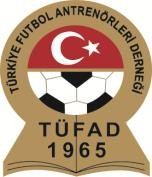 TÜRKİYE FUTBOL ANTRENÖRLERİ DERNEĞİ
TÜFAD
1965